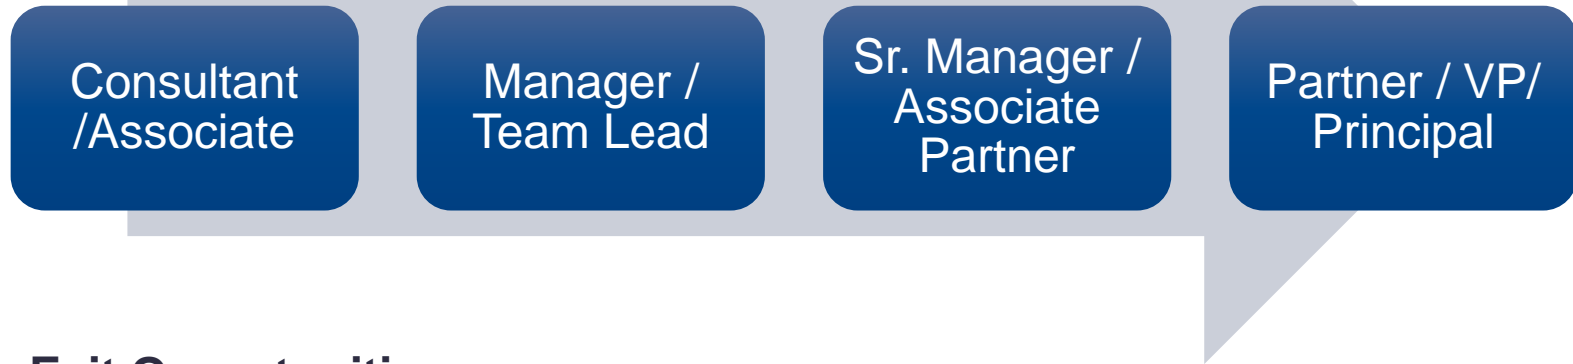 Consultant
/Associate
Manager /
Team Lead
Sr. Manager /
Associate
Partner
Partner / VP/
Principal